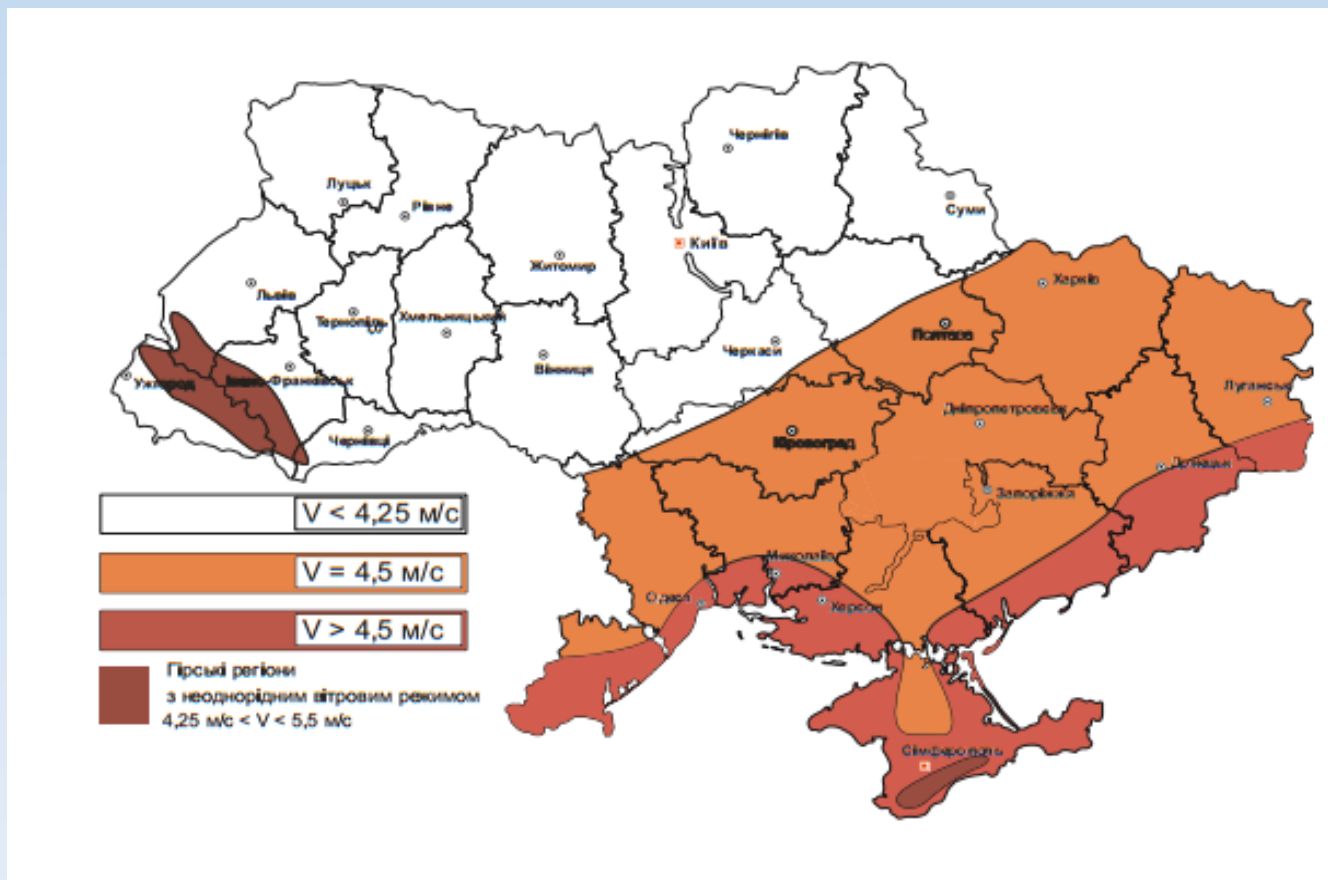 Чернігів
Луцьк
Рівне
Суми
Київ
Житомир
Харків
Львів
Тернопіль
Хмельницький
Полтава
Черкаси
Вінниця
Ужгород
Івано-Франківськ
Луганськ
Дніпропетровськ
Чернівці
Кіровоград
Донецьк
Запоріжжя
V < 4,25 м/с
Миколаїв
V = 4,5 м/с
Одеса
Херсон
V > 4,5 м/с
Гірські регіони
з неоднорідним вітровим режимом
4,25 м/с < V < 5,5 м/с
Сімферополь